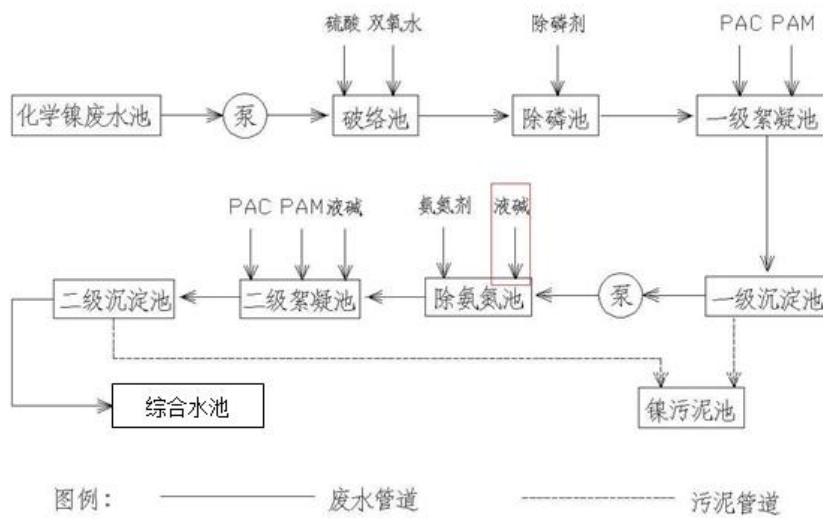 硫酸 双氧水
除磷剂
PAC PAM
化学镍废水池
泵
破络池
除磷池
一级絮凝池
PAC PAM液碱
氨氮剂
液碱
二级沉淀池
二级絮凝池
除氨氮池
泵
一级沉淀池
综合水池
镍污泥池
图例：
废水管道
污泥管道